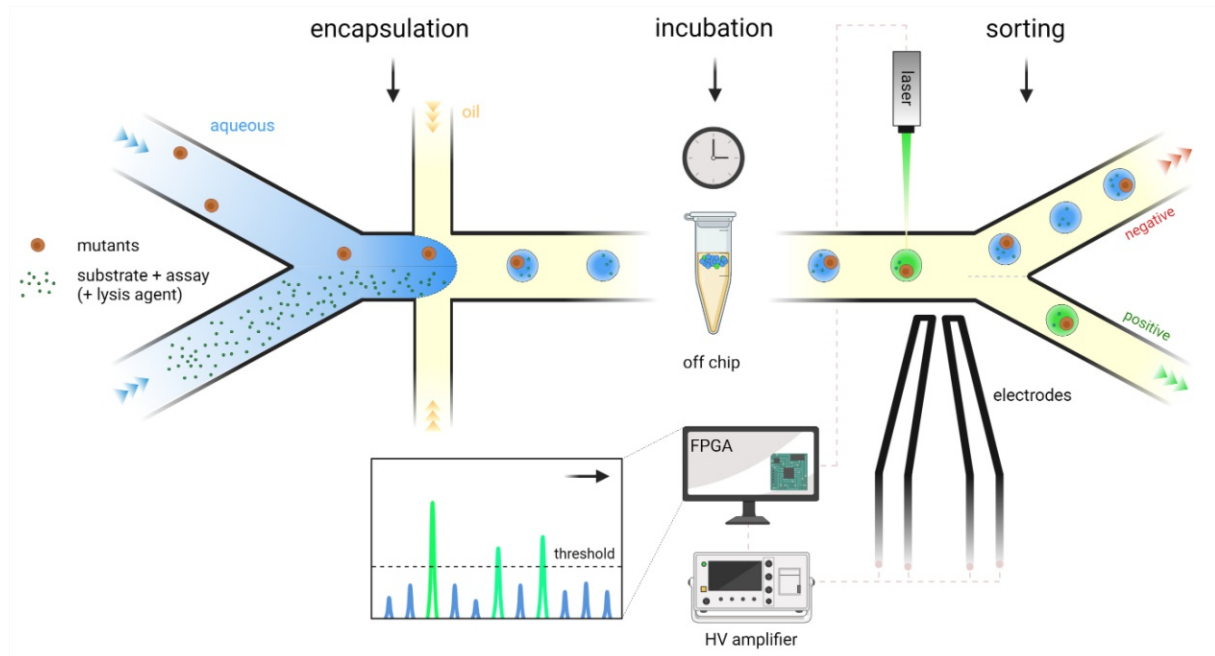 encapsulation
incubation
sorting
aqueous
oil
laser
mutants
substrate + assay
(+ lysis agent)
negative
positive
off chip
electrodes
FPGA
threshold
HV amplifier